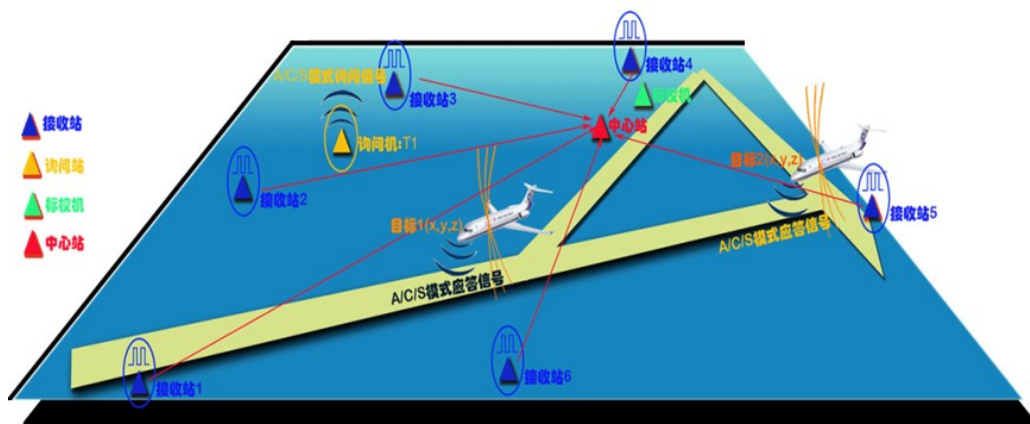 接收站4
A/C/S模式询问信号
接收站3
标校机
接收站
中心站
询问机:T1
询问站
目标2(x,y,z)
接收站2
标校机
接收站5
目标1(x,y,z)
A/C/S模式应答信号
中心站
A/C/S模式应答信号
接收站1
接收站6